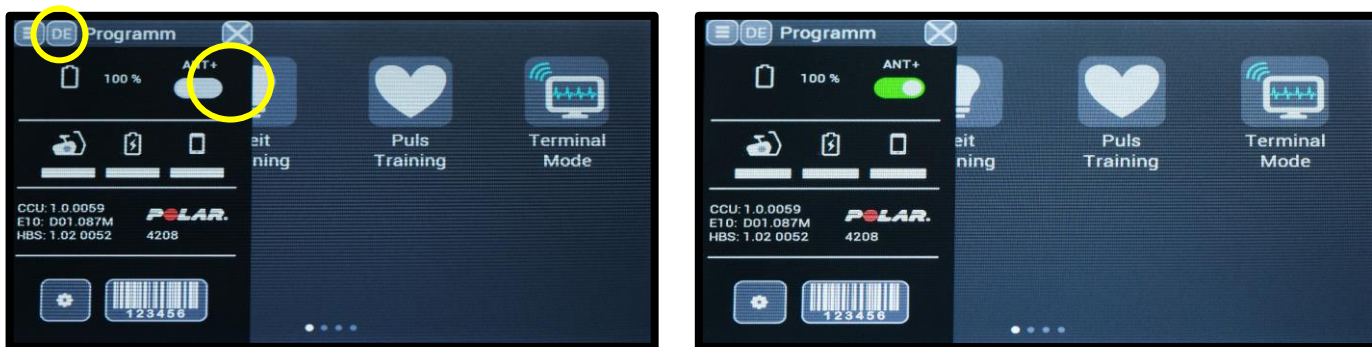 DE Programm
100 % ANT+
eit Puls Terminal
ning Training Mode
CCU: 1.0.0059
E10: D01.087M
HBS: 1.02 0052 4208
POLAR.
123456
DE Programm
100 % ANT+
eit Puls Terminal
ning Training Mode
CCU: 1.0.0059
E10: D01.087M
HBS: 1.02 0052 4208
POLAR.
123456